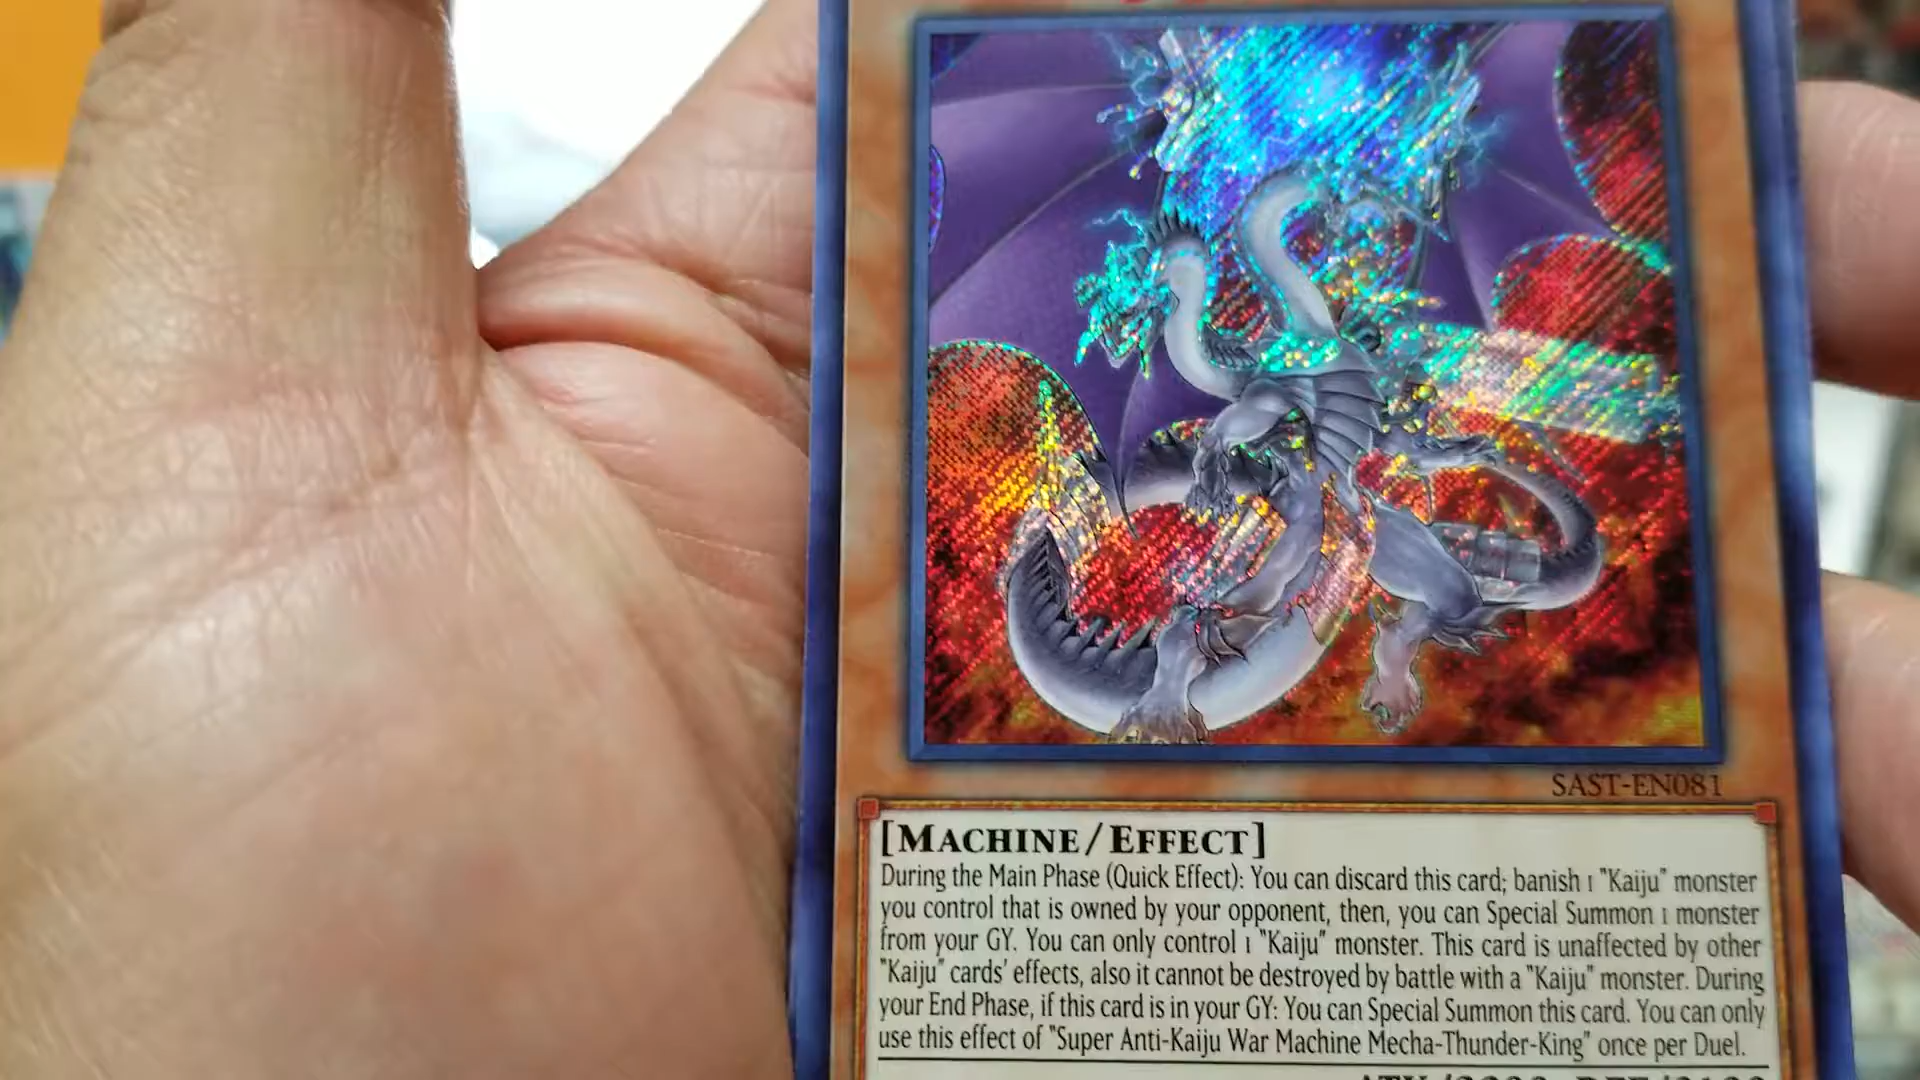 SAST-EN081
[MACHINE/EFFECT]
During the Main Phase (Quick Effect): You can discard this card; banish 1 "Kaiju" monster
you control that is owned by your opponent, then, you can Special Summon 1 monster
from your GY. You can only control 1 "Kaiju" monster. This card is unaffected by other
"Kaiju" cards' effects, also it cannot be destroyed by battle with a "Kaiju" monster. During
your End Phase, if this card is in your GY: You can Special Summon this card. You can only
use this effect of "Super Anti-Kaiju War Machine Mecha-Thunder-King" once per Duel.